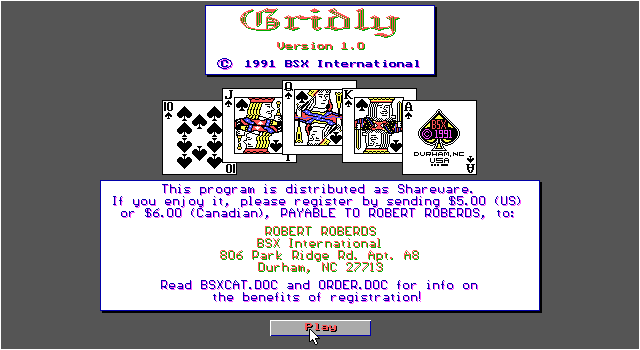 Gridly
Version 1.0
© 1991 BSX International
10 J Q K A
BSX
© 1991
DURHAM, NC
USA
10 A
This program is distributed as Shareware.
If you enjoy it, please register by sending $5.00 (US)
or $6.00 (Canadian), PAYABLE TO ROBERT ROBERDS, to:
ROBERT ROBERDS
BSX International
806 Park Ridge Rd. Apt. A8
Durham, NC 27713
Read BSXCAT.DOC and ORDER.DOC for info on
the benefits of registration!
Play